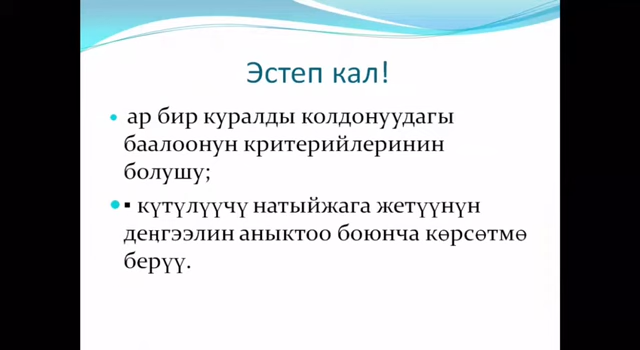 Эстеп кал!
• ар бир куралды колдонуудагы
баалоонун критерийлеринин
болушу;
•▪ күтүлүүчү натыйжага жетүүнүн
деңгээлин аныктоо боюнча көрсөтмө
берүү.